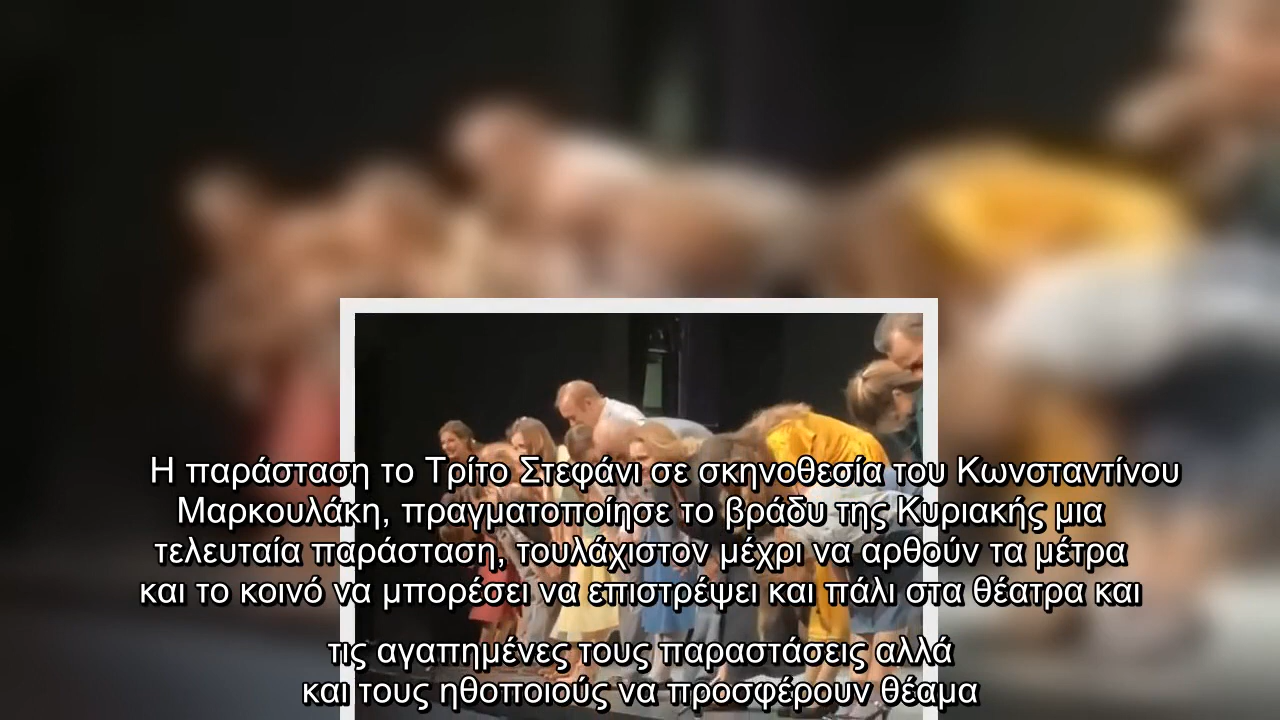 Η παράσταση το Τρίτο Στεφάνι σε σκηνοθεσία του Κωνσταντίνου
Μαρκουλάκη, πραγματοποίησε το βράδυ της Κυριακής μια
τελευταία παράσταση, τουλάχιστον μέχρι να αρθούν τα μέτρα
και το κοινό να μπορέσει να επιστρέψει και πάλι στα θέατρα και
τις αγαπημένες τους παραστάσεις αλλά
και τους ηθοποιούς να προσφέρουν θέαμα